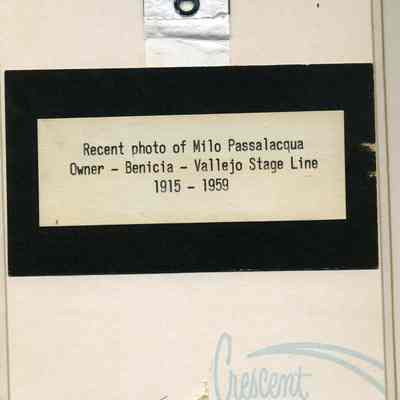 Recent photo of Milo Passalacqua
Owner - Benicia - Vallejo Stage Line
1915 - 1959
Crescent